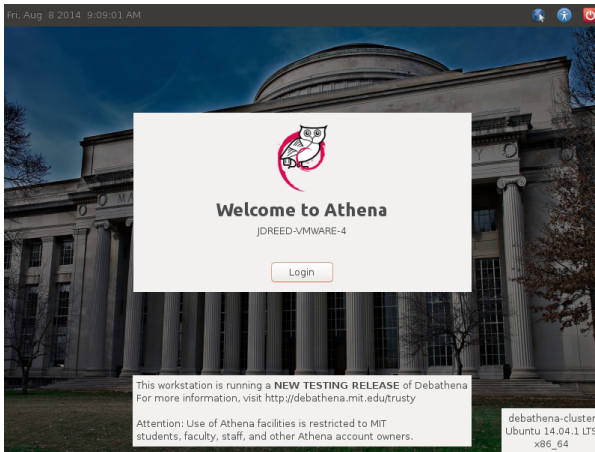 Fri, Aug 8 2014 9:09:01 AM
Welcome to Athena
JDREED-VMWARE-4
Login
This workstation is running a NEW TESTING RELEASE of Debathena
For more information, visit http://debathena.mit.edu/trusty
Attention: Use of Athena facilities is restricted to MIT
students, faculty, staff, and other Athena account owners.
debathena-cluster
Ubuntu 14.04.1 LTS
x86_64